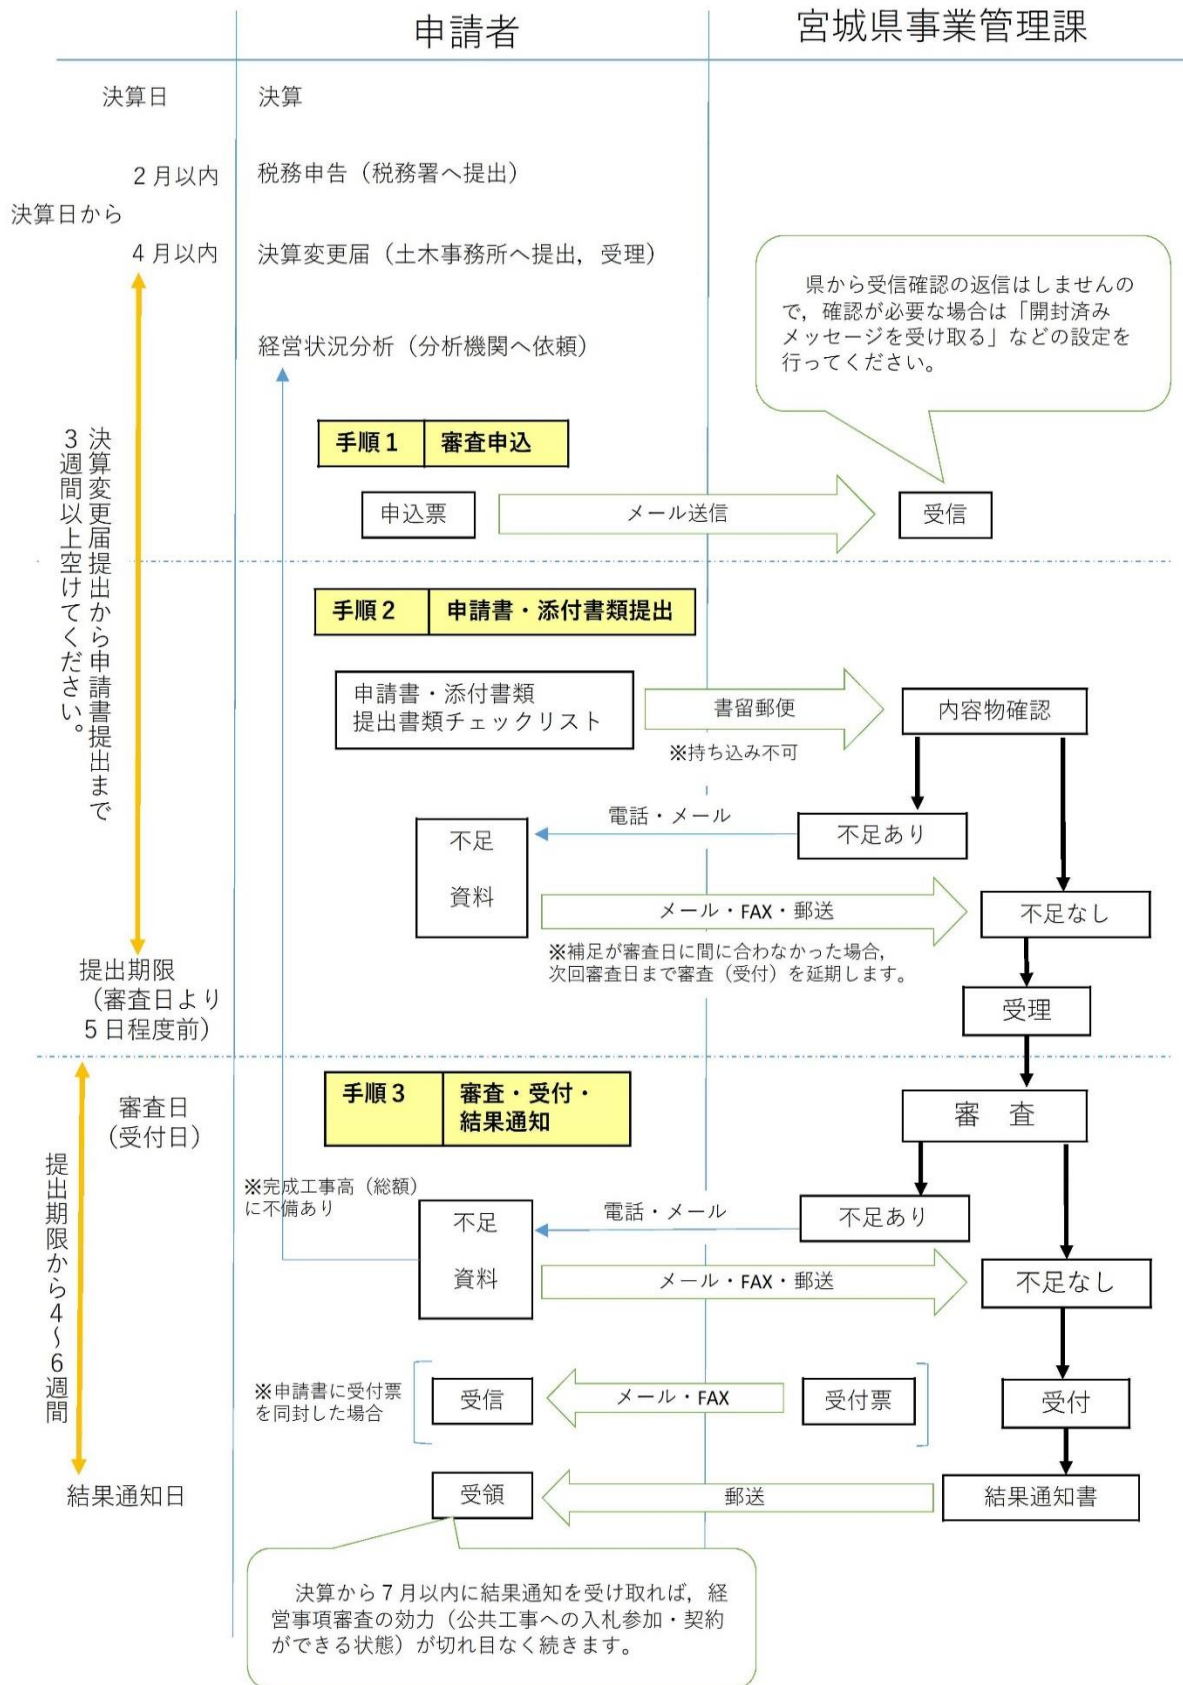 申請者
宮城県事業管理課
決算日
決算
２月以内
税務申告（税務署へ提出）
決算日から
４月以内
決算変更届（土木事務所へ提出，受理）
県から受信確認の返信はしませんの
で，確認が必要な場合は「開封済み
メッセージを受け取る」などの設定を
行ってください。
経営状況分析（分析機関へ依頼）
決算変更届提出から申請書提出まで
３週間以上空けてください。
手順１
審査申込
申込票
メール送信
受信
手順２
申請書・添付書類提出
申請書・添付書類
提出書類チェックリスト
書留郵便
※持ち込み不可
内容物確認
電話・メール
不足あり
不足
資料
メール・FAX・郵送
不足なし
※補足が審査日に間に合わなかった場合，
次回審査日まで審査（受付）を延期します。
提出期限
（審査日より
５日程度前）
受理
手順３
審査・受付・
結果通知
審査日
（受付日）
審　査
提出期限から４～６週間
※完成工事高（総額）
に不備あり
電話・メール
不足あり
不足
資料
メール・FAX・郵送
不足なし
※申請書に受付票
を同封した場合
受信
メール・FAX
受付票
受付
結果通知日
受領
郵送
結果通知書
決算から７月以内に結果通知を受け取れば，経
営事項審査の効力（公共工事への入札参加・契約
ができる状態）が切れ目なく続きます。